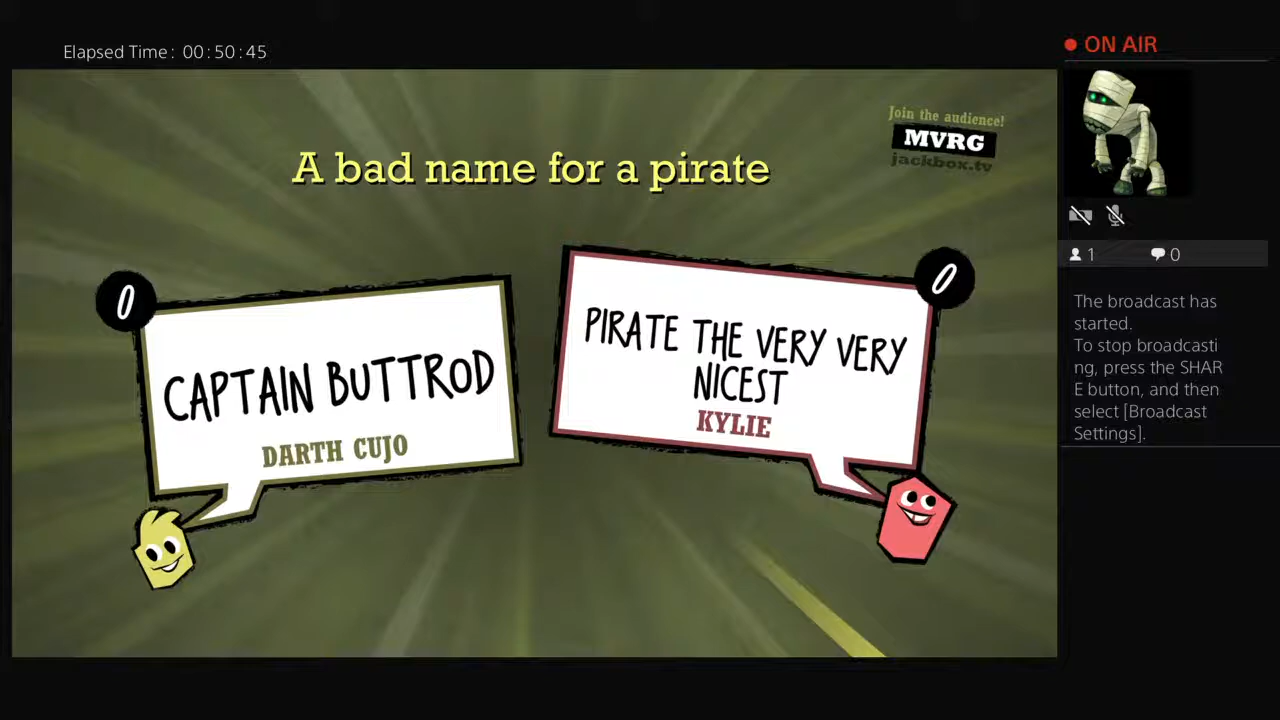 Elapsed Time: 00:50:45
ON AIR
Join the audience!
MVRG
jackbox.tv
A bad name for a pirate
0
0
CAPTAIN BUTTROD
DARTH CUJO
PIRATE THE VERY VERY
NICEST
KYLIE
1
0
The broadcast has
started.
To stop broadcasti
ng, press the SHAR
E button, and then
select [Broadcast
Settings].